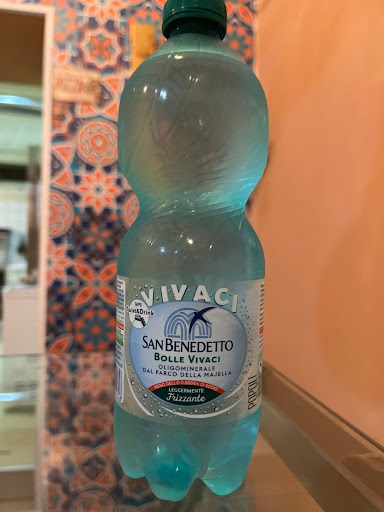 VIVACI
SAN BENEDETTO
BOLLE VIVACI
OLIGOMINERALE
DAL PARCO DELLA MAJELLA
LEGGERMENTE
Frizzante